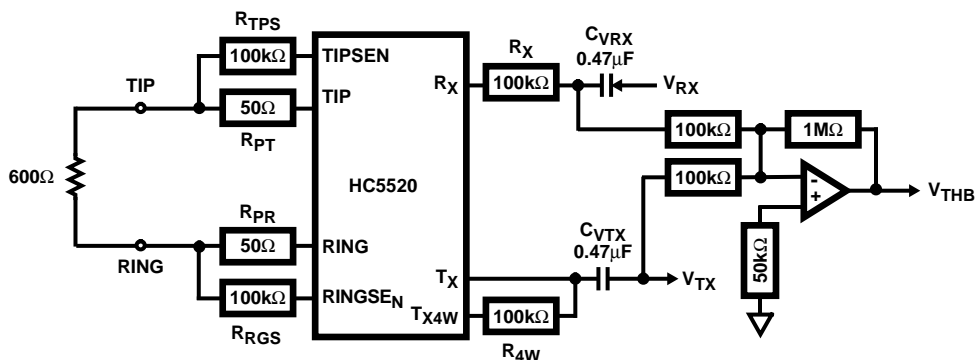 RTPS
100kΩ
TIP
50Ω
RPT
600Ω
RPR
50Ω
RING
100kΩ
RRGS
TIPSEN
TIP
HC5520
RING
RINGSEN
RX
TX
TX4W
RX
100kΩ
CVRX
0.47µF
VRX
100kΩ
1MΩ
100kΩ
-
+
VTHB
50kΩ
CVTX
0.47µF
VTX
100kΩ
R4W